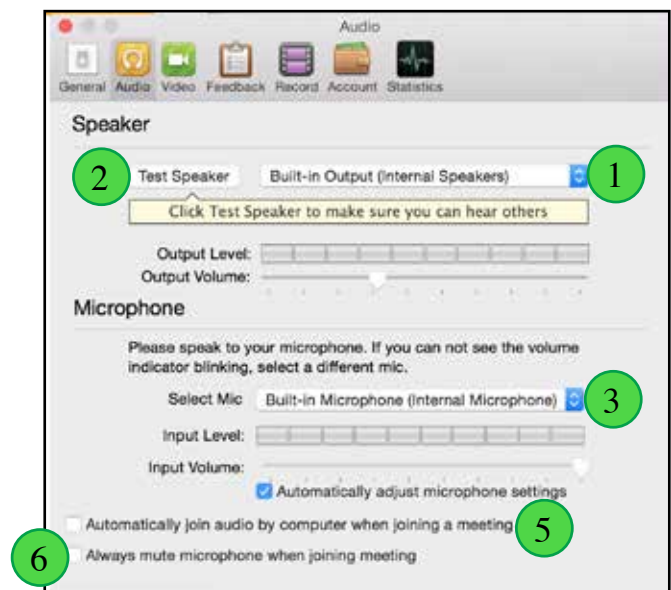 Audio
General Audio Video Feedback Record Account Statistics
Speaker
2 Test Speaker Built-in Output (Internal Speakers) 1
Click Test Speaker to make sure you can hear others
Output Level:
Output Volume:
Microphone
Please speak to your microphone. If you can not see the volume
indicator blinking, select a different mic.
Select Mic Built-in Microphone (Internal Microphone) 3
Input Level:
Input Volume:
Automatically adjust microphone settings
Automatically join audio by computer when joining a meeting 5
6 Always mute microphone when joining meeting